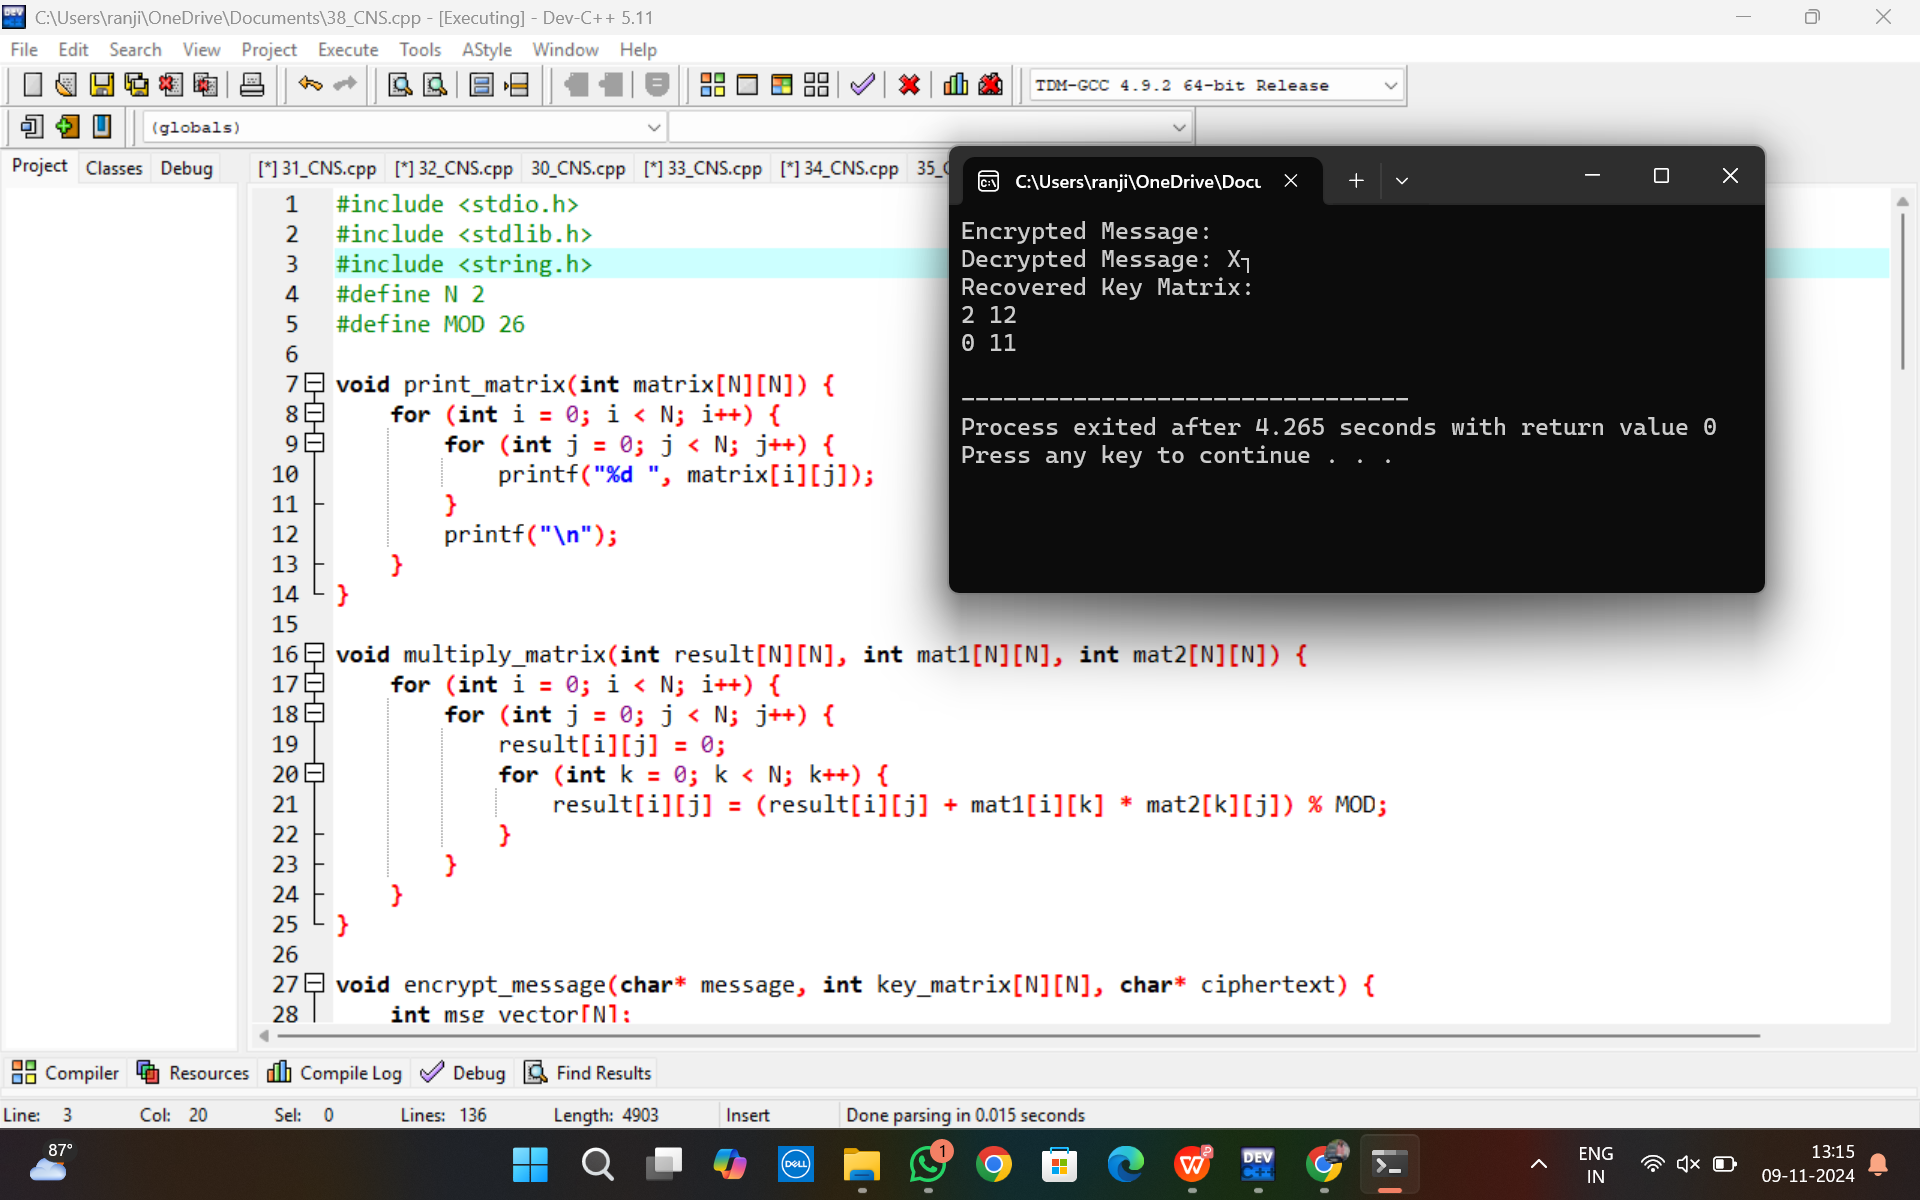 C:\Users\ranji\OneDrive\Documents\38_CNS.cpp - [Executing] - Dev-C++ 5.11
File Edit Search View Project Execute Tools AStyle Window Help
TDM-GCC 4.9.2 64-bit Release
(globals)
Project Classes Debug
[*] 31_CNS.cpp [*] 32_CNS.cpp 30_CNS.cpp [*] 33_CNS.cpp [*] 34_CNS.cpp 35_C
1 #include <stdio.h>
2 #include <stdlib.h>
3 #include <string.h>
4 #define N 2
5 #define MOD 26
6
7 void print_matrix(int matrix[N][N]) {
8 for (int i = 0; i < N; i++) {
9 for (int j = 0; j < N; j++) {
10 printf("%d ", matrix[i][j]);
11 }
12 printf("\n");
13 }
14 }
15
16 void multiply_matrix(int result[N][N], int mat1[N][N], int mat2[N][N]) {
17 for (int i = 0; i < N; i++) {
18 for (int j = 0; j < N; j++) {
19 result[i][j] = 0;
20 for (int k = 0; k < N; k++) {
21 result[i][j] = (result[i][j] + mat1[i][k] * mat2[k][j]) % MOD;
22 }
23 }
24 }
25 }
26
27 void encrypt_message(char* message, int key_matrix[N][N], char* ciphertext) {
28 int msg_vector[N];
C:\Users\ranji\OneDrive\Docu
Encrypted Message:
Decrypted Message: X┐
Recovered Key Matrix:
2 12
0 11
--------------------------------
Process exited after 4.265 seconds with return value 0
Press any key to continue . . .
Compiler Resources Compile Log Debug Find Results
Line: 3 Col: 20 Sel: 0 Lines: 136 Length: 4903 Insert Done parsing in 0.015 seconds
87°
DELL
1
DEV
C++
ENG
IN
13:15
09-11-2024